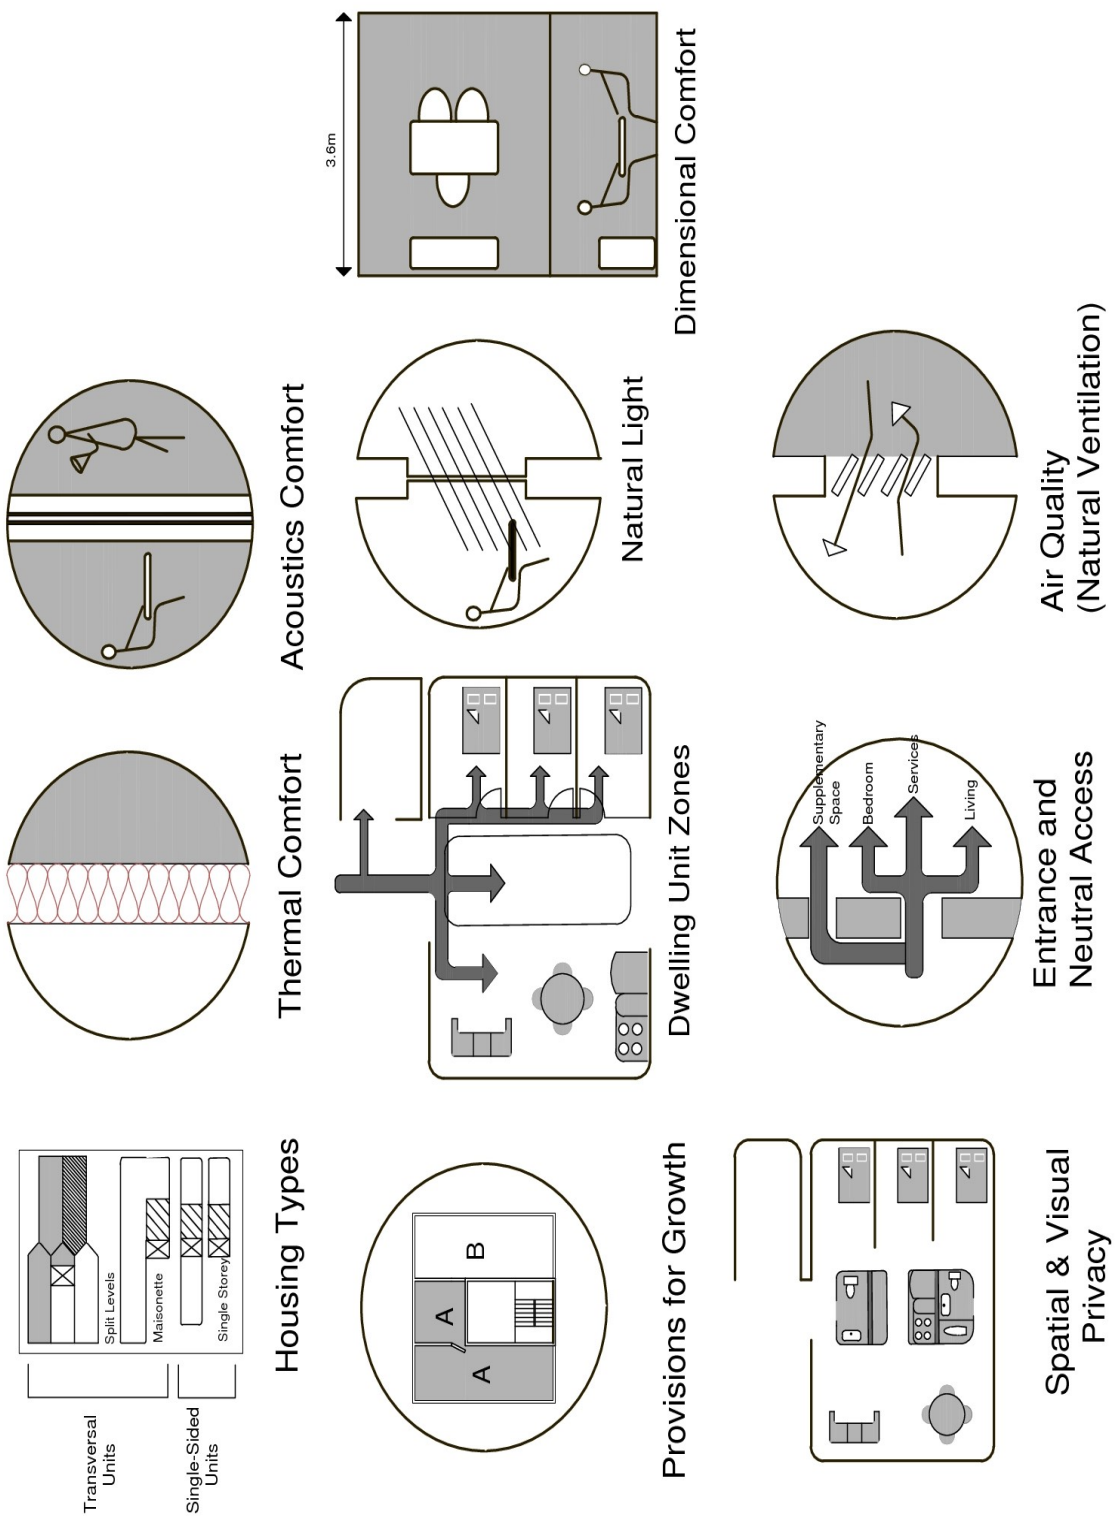 Transversal
Units
Single-Sided
Units
Split Levels
Maisonette
Single Storey
Housing Types
Thermal Comfort
Acoustics Comfort
A
A
B
Provisions for Growth
Dwelling Unit Zones
Natural Light
3.6m
Dimensional Comfort
Spatial & Visual
Privacy
Supplementary
Space
Bedroom
Services
Living
Entrance and
Neutral Access
Air Quality
(Natural Ventilation)